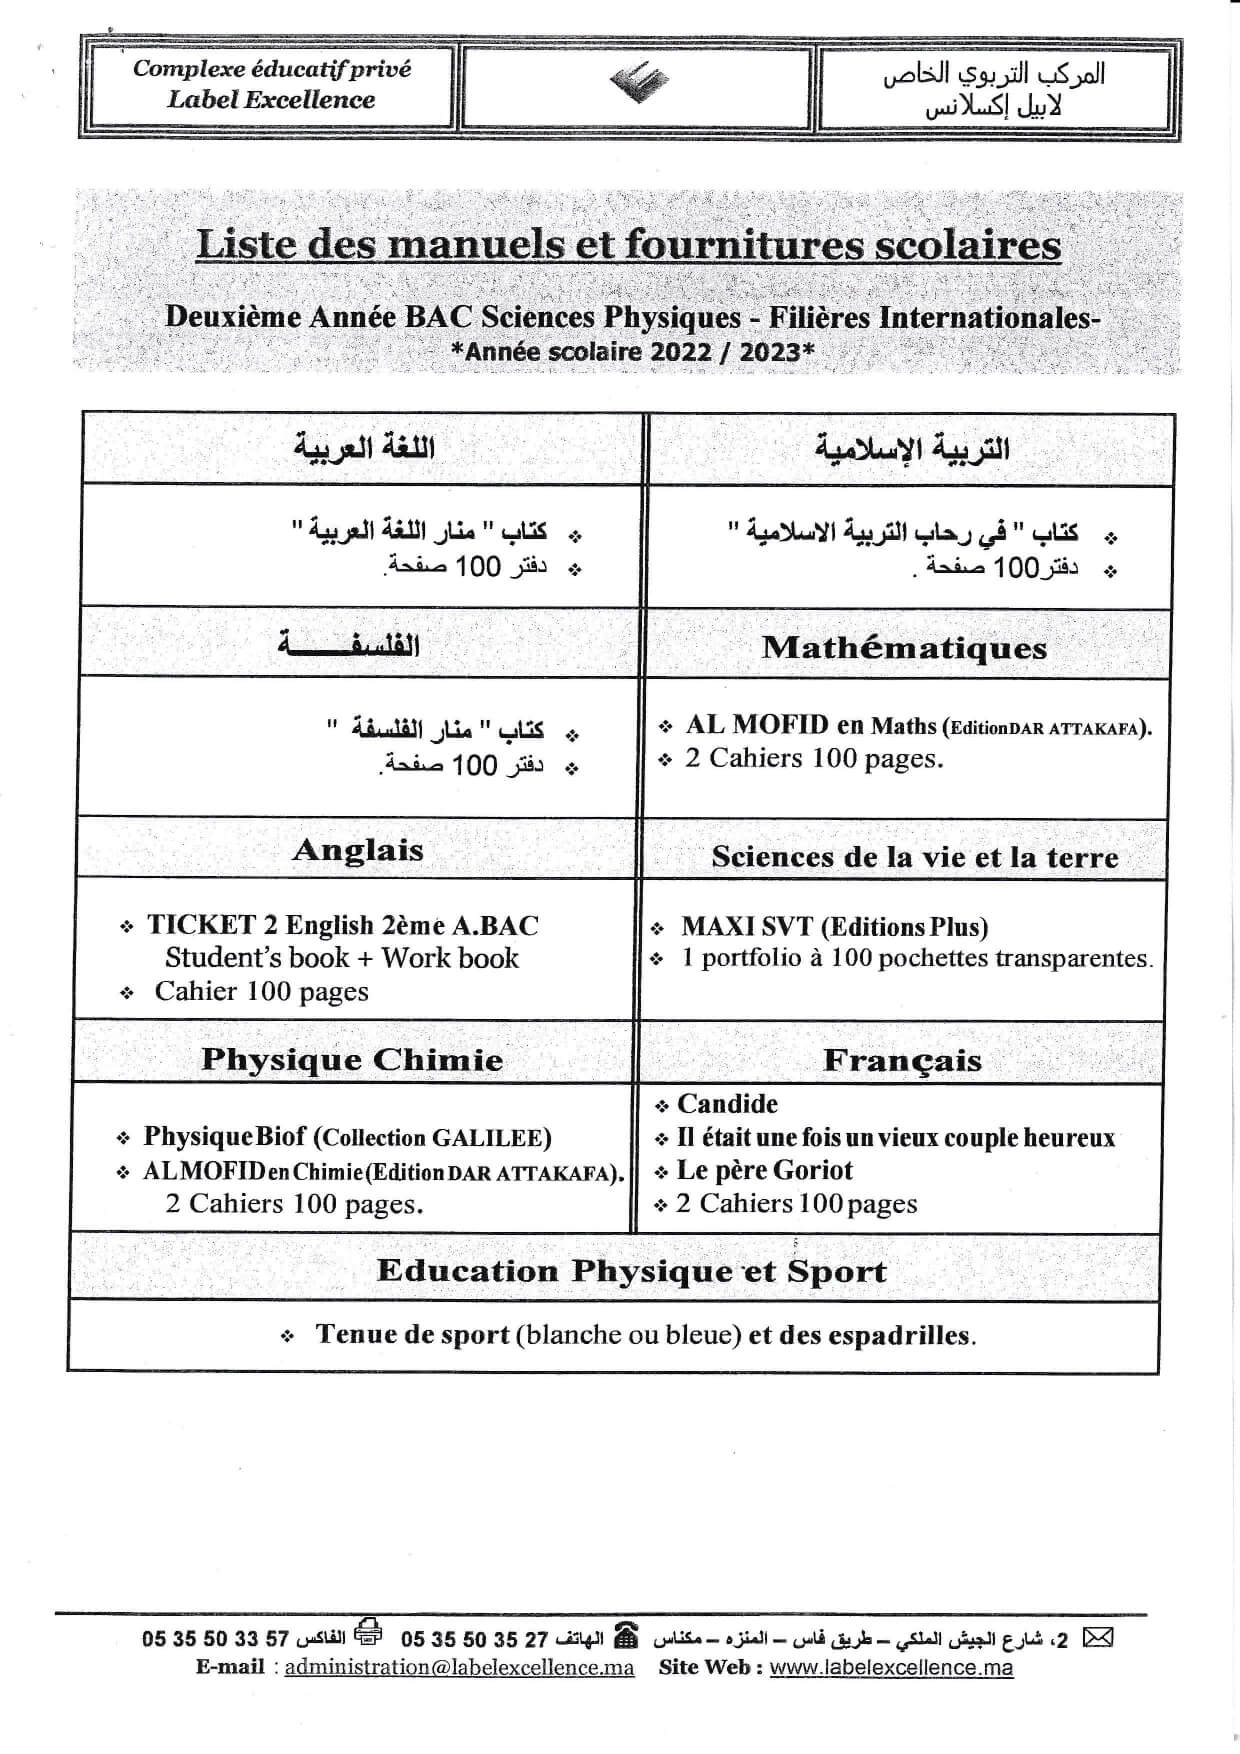 Complexe éducatif privé
Label Excellence
المركب التربوي الخاص
لابيل إكسلانس
Liste des manuels et fournitures scolaires
Deuxième Année BAC Sciences Physiques - Filières Internationales-
*Année scolaire 2022 / 2023*
اللغة العربية
❖ كتاب " منار اللغة العربية "
❖ دفتر 100 صفحة.
التربية الإسلامية
❖ كتاب " في رحاب التربية الاسلامية "
❖ دفتر100 صفحة .
الفلسفـــــة
❖ كتاب " منار الفلسفة "
❖ دفتر 100 صفحة.
Mathématiques
❖ AL MOFID en Maths (Edition DAR ATTAKAFA).
❖ 2 Cahiers 100 pages.
Anglais
❖ TICKET 2 English 2ème A.BAC
Student's book + Work book
❖ Cahier 100 pages
Sciences de la vie et la terre
❖ MAXI SVT (Editions Plus)
❖ 1 portfolio à 100 pochettes transparentes.
Physique Chimie
❖ Physique Biof (Collection GALILEE)
❖ AL MOFID en Chimie (Edition DAR ATTAKAFA).
2 Cahiers 100 pages.
Français
❖ Candide
❖ Il était une fois un vieux couple heureux
❖ Le père Goriot
❖ 2 Cahiers 100 pages
Education Physique et Sport
❖ Tenue de sport (blanche ou bleue) et des espadrilles.
2، شارع الجيش الملكي – طريق فاس – المنزه – مكناس الهاتف 05 35 50 35 27 الفاكس 05 35 50 33 57
E-mail : administration@labelexcellence.ma Site Web : www.labelexcellence.ma